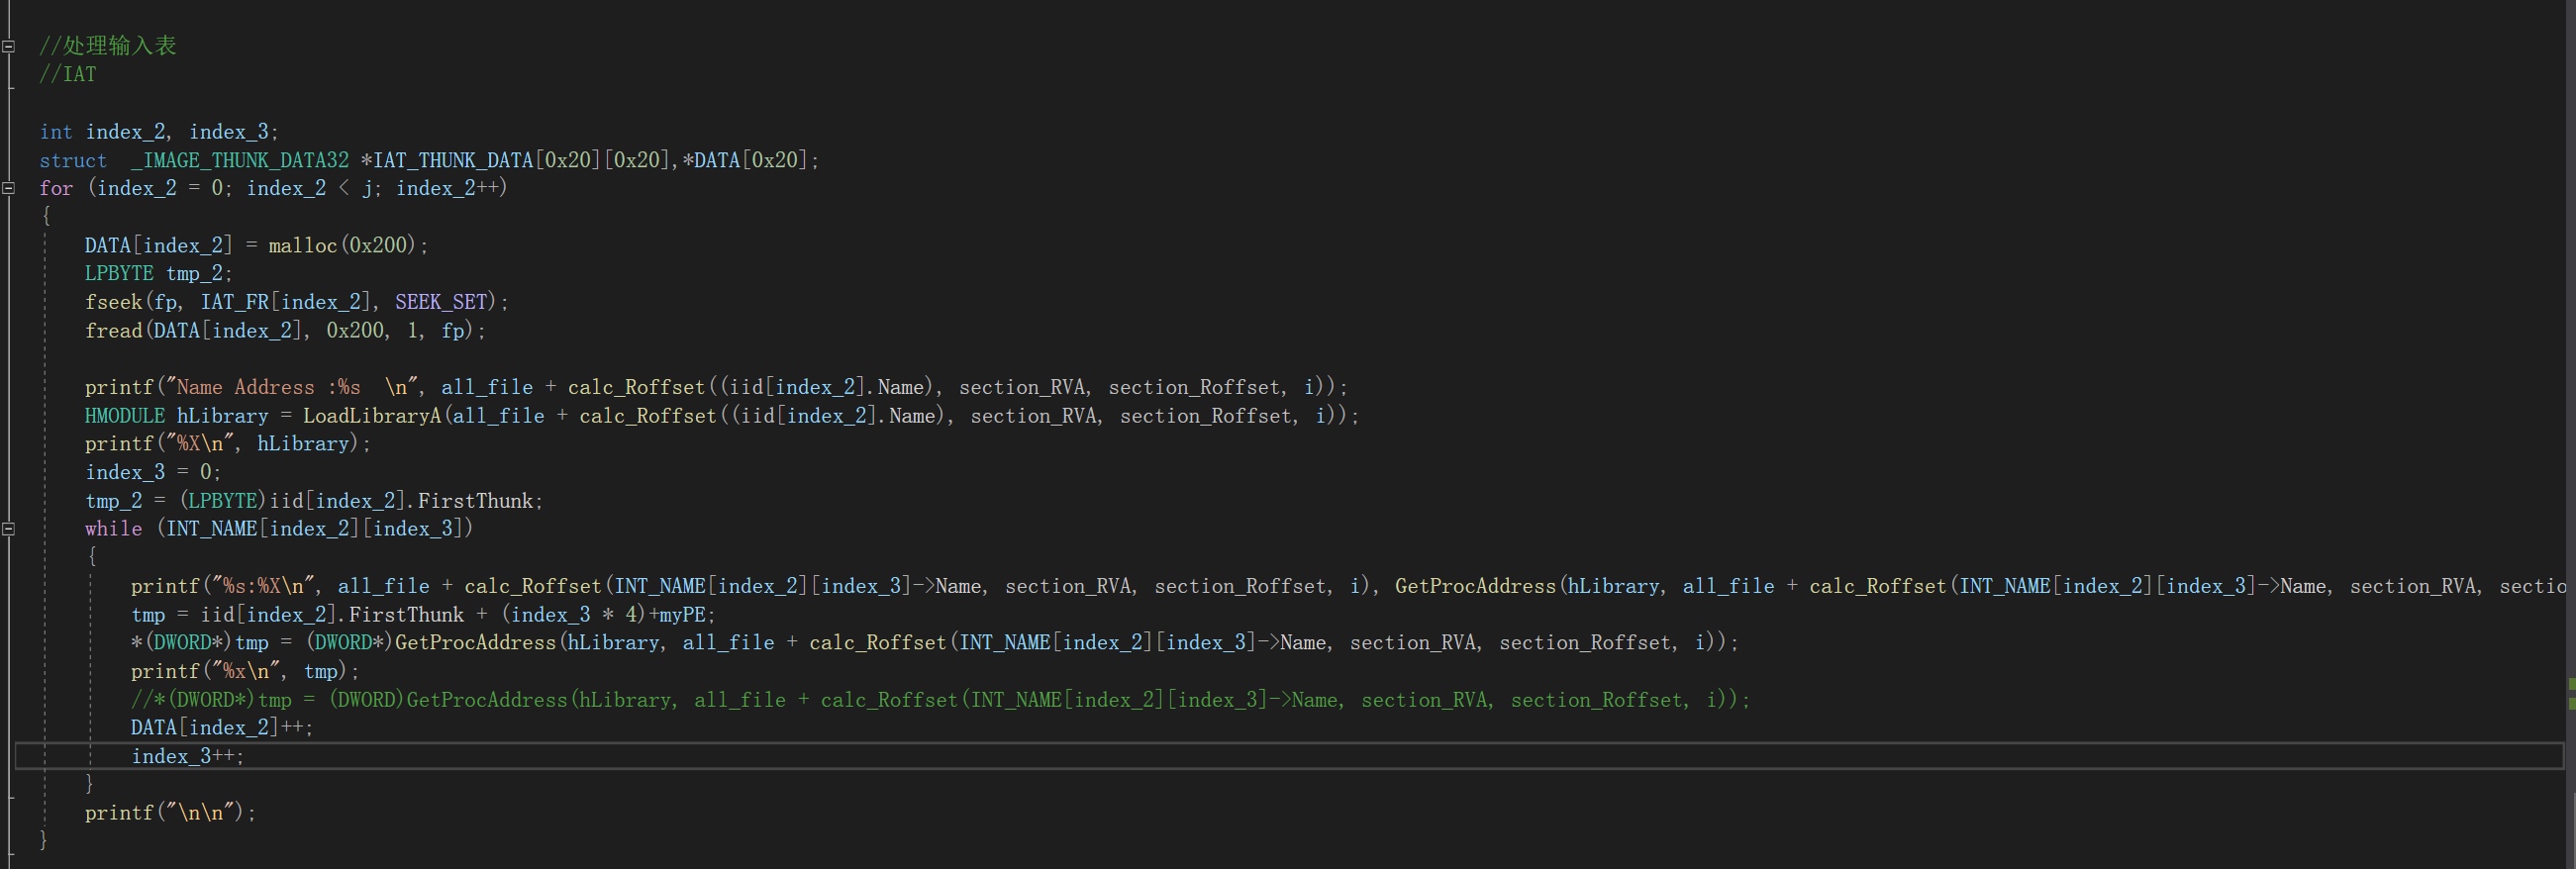 //处理输入表
//IAT
int index_2, index_3;
struct  _IMAGE_THUNK_DATA32 *IAT_THUNK_DATA[0x20][0x20],*DATA[0x20];
for (index_2 = 0; index_2 < j; index_2++)
{
DATA[index_2] = malloc(0x200);
LPBYTE tmp_2;
fseek(fp, IAT_FR[index_2], SEEK_SET);
fread(DATA[index_2], 0x200, 1, fp);
printf("Name Address :%s  \n", all_file + calc_Roffset((iid[index_2].Name), section_RVA, section_Roffset, i));
HMODULE hLibrary = LoadLibraryA(all_file + calc_Roffset((iid[index_2].Name), section_RVA, section_Roffset, i));
printf("%X\n", hLibrary);
index_3 = 0;
tmp_2 = (LPBYTE)iid[index_2].FirstThunk;
while (INT_NAME[index_2][index_3])
{
printf("%s:%X\n", all_file + calc_Roffset(INT_NAME[index_2][index_3]->Name, section_RVA, section_Roffset, i), GetProcAddress(hLibrary, all_file + calc_Roffset(INT_NAME[index_2][index_3]->Name, section_RVA, sectio
tmp = iid[index_2].FirstThunk + (index_3 * 4)+myPE;
*(DWORD*)tmp = (DWORD*)GetProcAddress(hLibrary, all_file + calc_Roffset(INT_NAME[index_2][index_3]->Name, section_RVA, section_Roffset, i));
printf("%x\n", tmp);
//*(DWORD*)tmp = (DWORD)GetProcAddress(hLibrary, all_file + calc_Roffset(INT_NAME[index_2][index_3]->Name, section_RVA, section_Roffset, i));
DATA[index_2]++;
index_3++;
}
printf("\n\n");
}